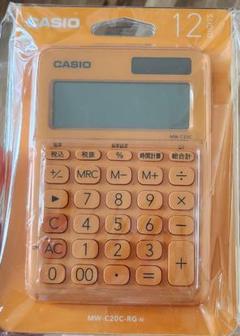 CASIO
12
DIGITS
CASIO
MW-C20C
税込 税抜 % 時間計算 総合計
+/- MRC M- M+ ÷
▶ 7 8 9 ×
C 4 5 6 -
AC 1 2 3 +
0 00 · =
MW-C20C-RG-N